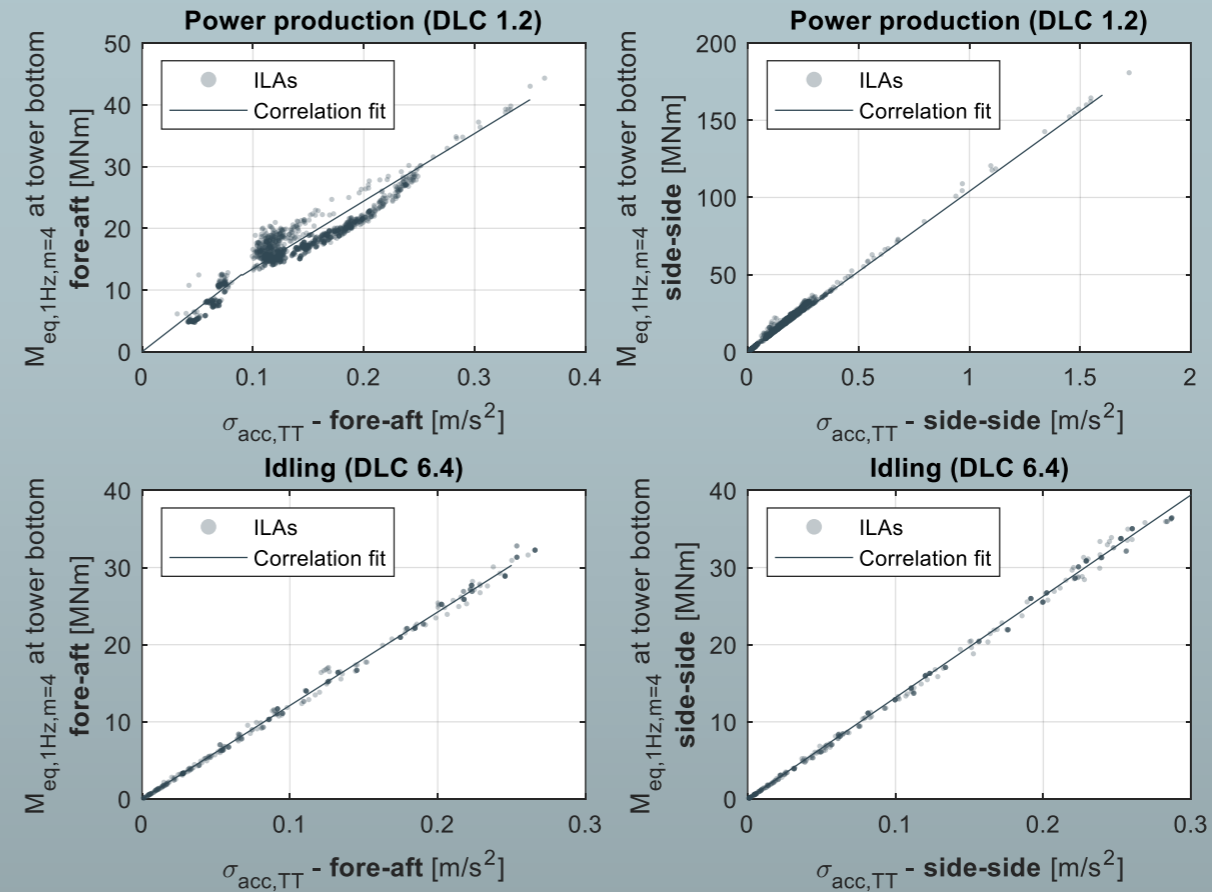 Power production (DLC 1.2)
50
40
30
20
10
0
M_eq,1Hz,m=4 at tower bottom
fore-aft [MNm]
ILAs
Correlation fit
0 0.1 0.2 0.3 0.4
σ_acc,TT - fore-aft [m/s²]
Power production (DLC 1.2)
200
150
100
50
0
M_eq,1Hz,m=4 at tower bottom
side-side [MNm]
ILAs
Correlation fit
0 0.5 1 1.5 2
σ_acc,TT - side-side [m/s²]
Idling (DLC 6.4)
40
30
20
10
0
M_eq,1Hz,m=4 at tower bottom
fore-aft [MNm]
ILAs
Correlation fit
0 0.1 0.2 0.3
σ_acc,TT - fore-aft [m/s²]
Idling (DLC 6.4)
40
30
20
10
0
M_eq,1Hz,m=4 at tower bottom
side-side [MNm]
ILAs
Correlation fit
0 0.1 0.2 0.3
σ_acc,TT - side-side [m/s²]